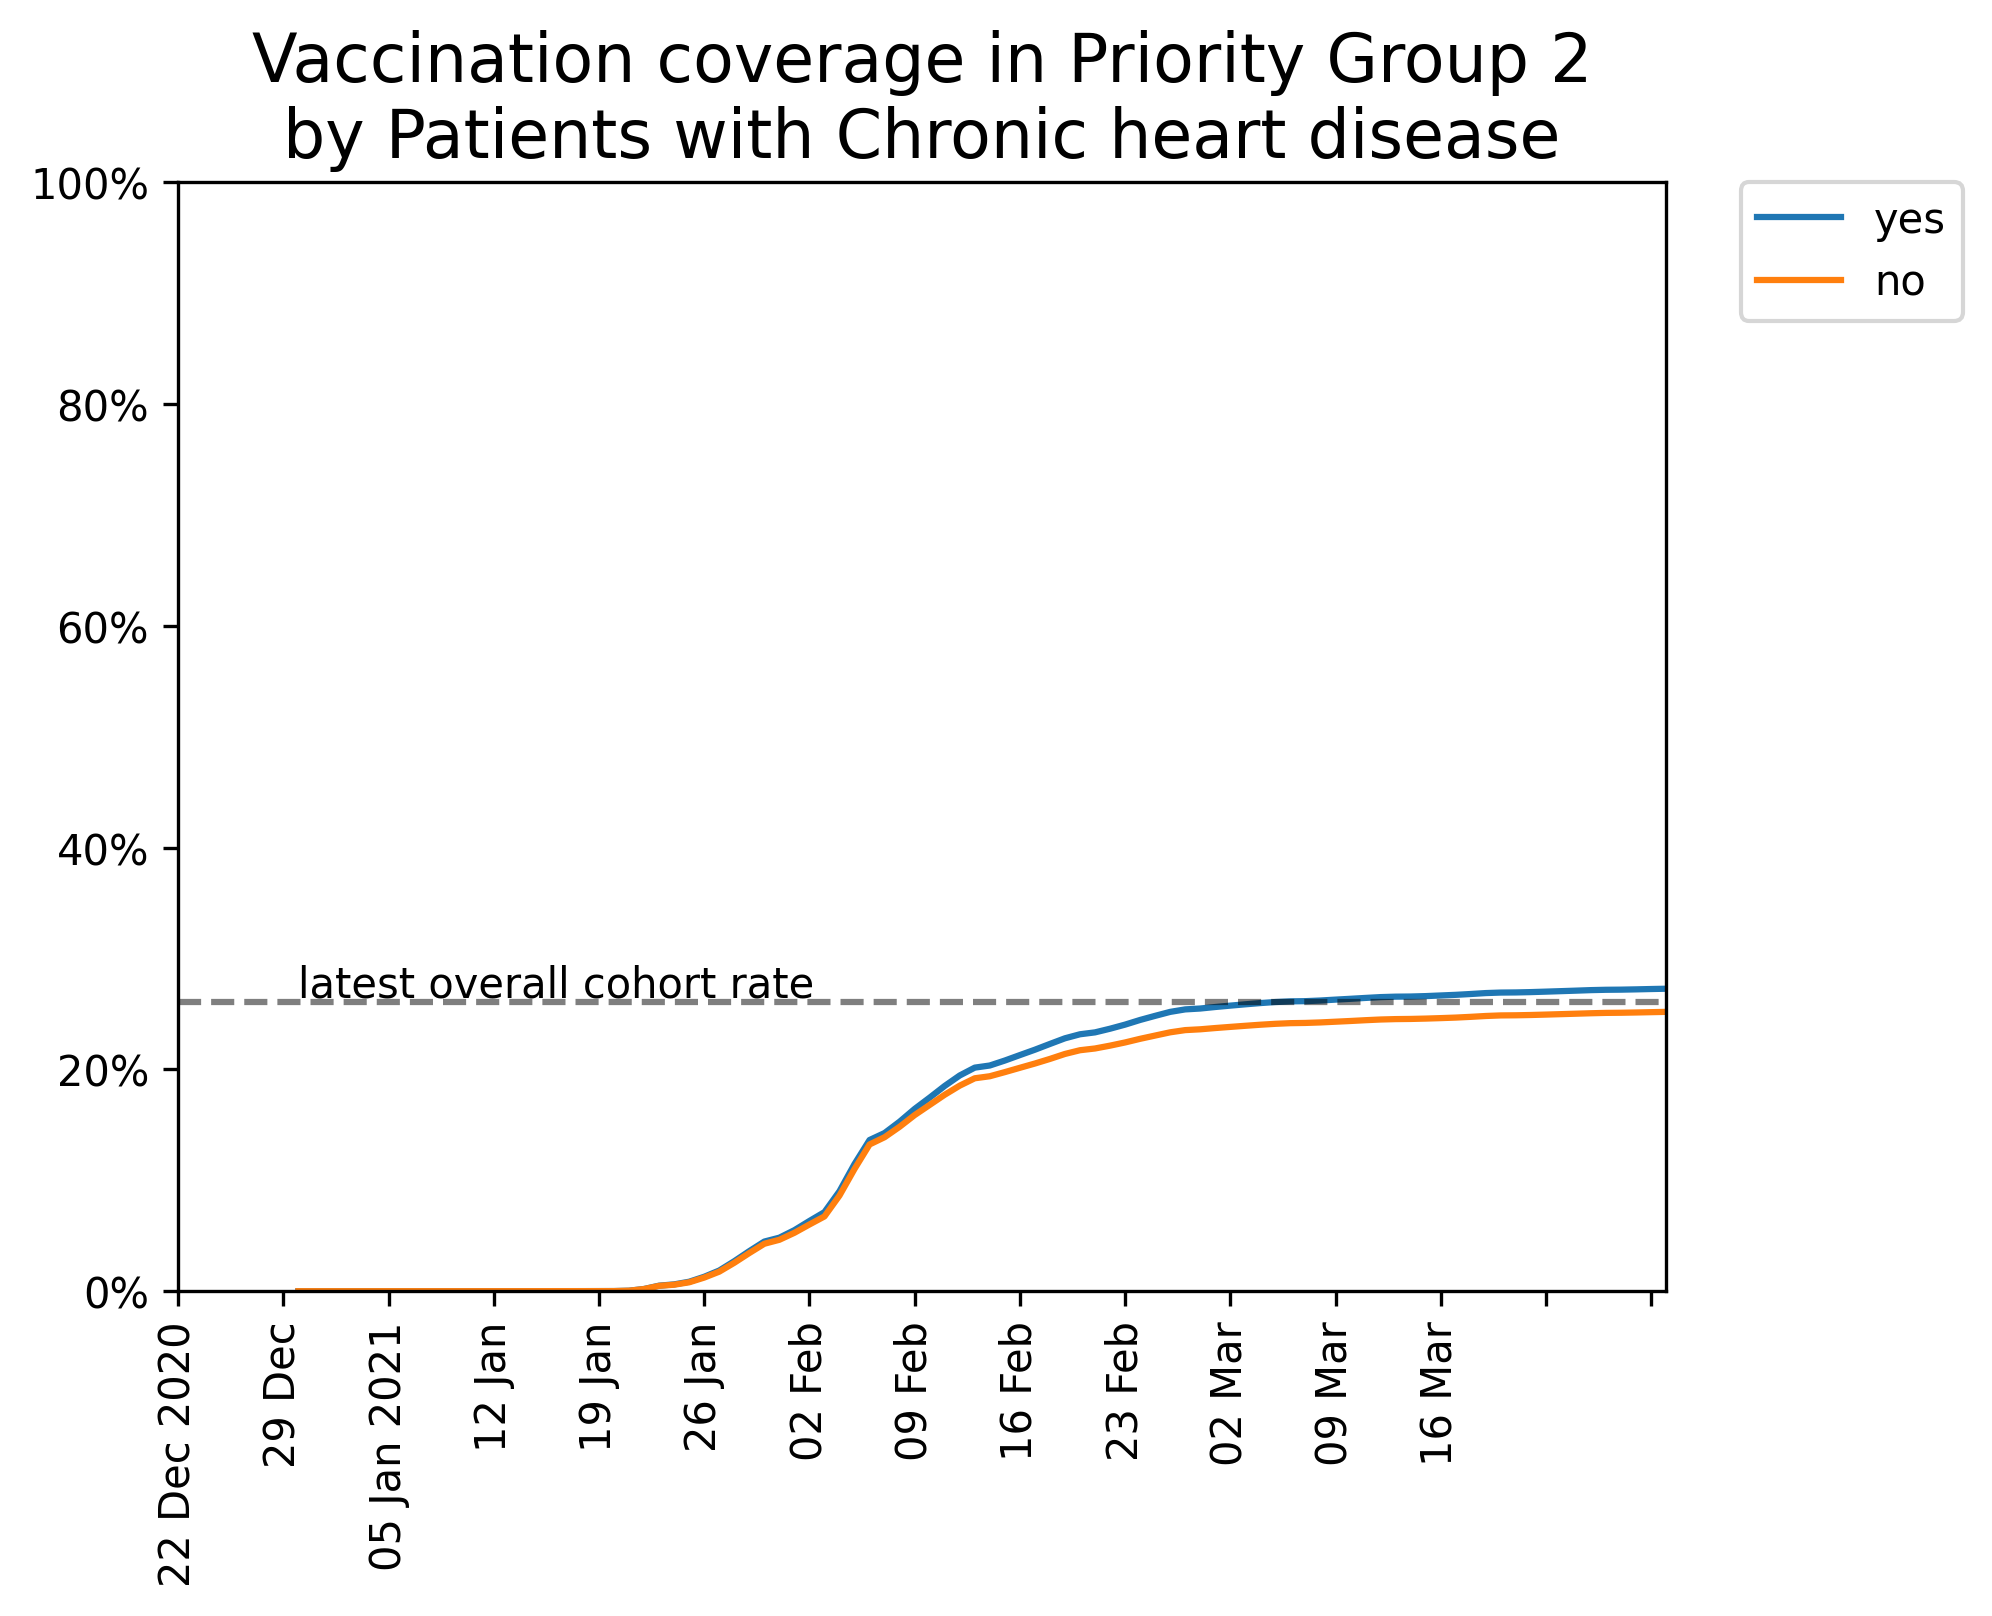 Vaccination coverage in Priority Group 2
by Patients with Chronic heart disease
100%
80%
60%
40%
20%
0%
latest overall cohort rate
yes
no
22 Dec 2020
29 Dec
05 Jan 2021
12 Jan
19 Jan
26 Jan
02 Feb
09 Feb
16 Feb
23 Feb
02 Mar
09 Mar
16 Mar